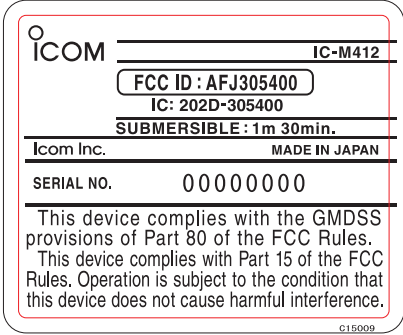 ICOM IC-M412
FCC ID : AFJ305400
IC: 202D-305400
SUBMERSIBLE : 1m 30min.
Icom Inc. MADE IN JAPAN
SERIAL NO. 00000000
This device complies with the GMDSS
provisions of Part 80 of the FCC Rules.
This device complies with Part 15 of the FCC
Rules. Operation is subject to the condition that
this device does not cause harmful interference.
C15009